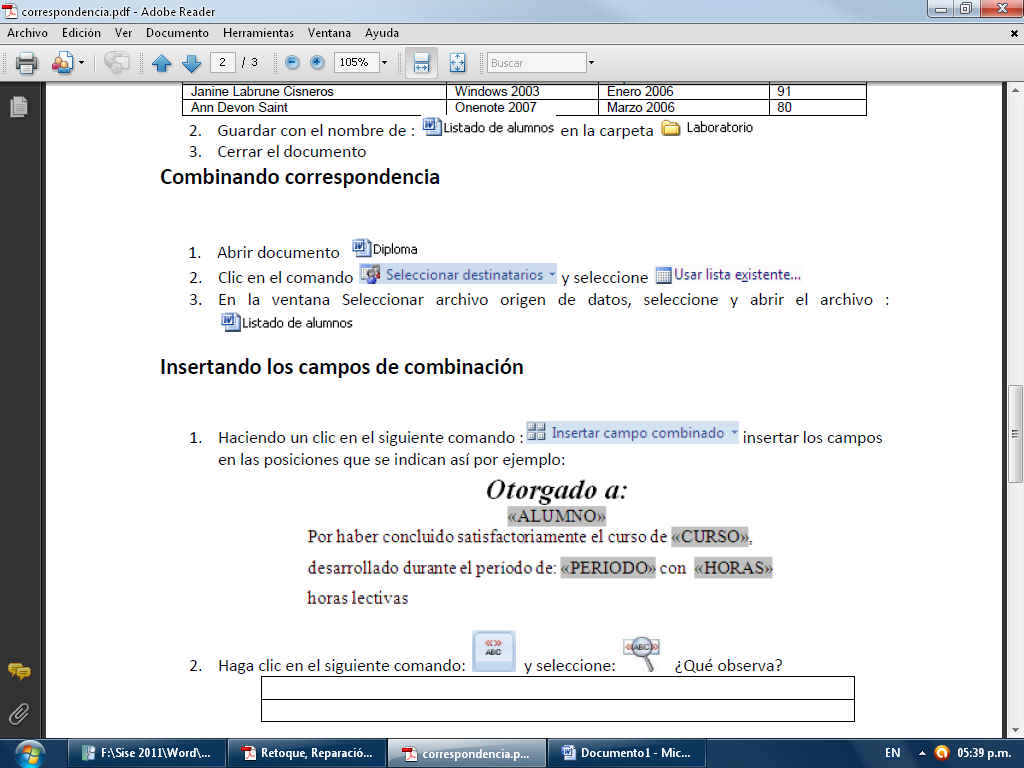 correspondencia.pdf - Adobe Reader
Archivo Edición Ver Documento Herramientas Ventana Ayuda
2 / 3 105% Buscar
Janine Labrune Cisneros Windows 2003 Enero 2006 91
Ann Devon Saint Onenote 2007 Marzo 2006 80
2. Guardar con el nombre de : Listado de alumnos en la carpeta Laboratorio
3. Cerrar el documento
Combinando correspondencia
1. Abrir documento Diploma
2. Clic en el comando Seleccionar destinatarios y seleccione Usar lista existente...
3. En la ventana Seleccionar archivo origen de datos, seleccione y abrir el archivo :
Listado de alumnos
Insertando los campos de combinación
1. Haciendo un clic en el siguiente comando : Insertar campo combinado insertar los campos
en las posiciones que se indican así por ejemplo:
Otorgado a:
«ALUMNO»
Por haber concluido satisfactoriamente el curso de «CURSO»,
desarrollado durante el período de: «PERIODO» con «HORAS»
horas lectivas
2. Haga clic en el siguiente comando: «» ABC y seleccione: «ABC» ¿Qué observa?
F:\Sise 2011\Word\... Retoque, Reparació... correspondencia.p... Documento1 - Mic... EN 05:39 p.m.